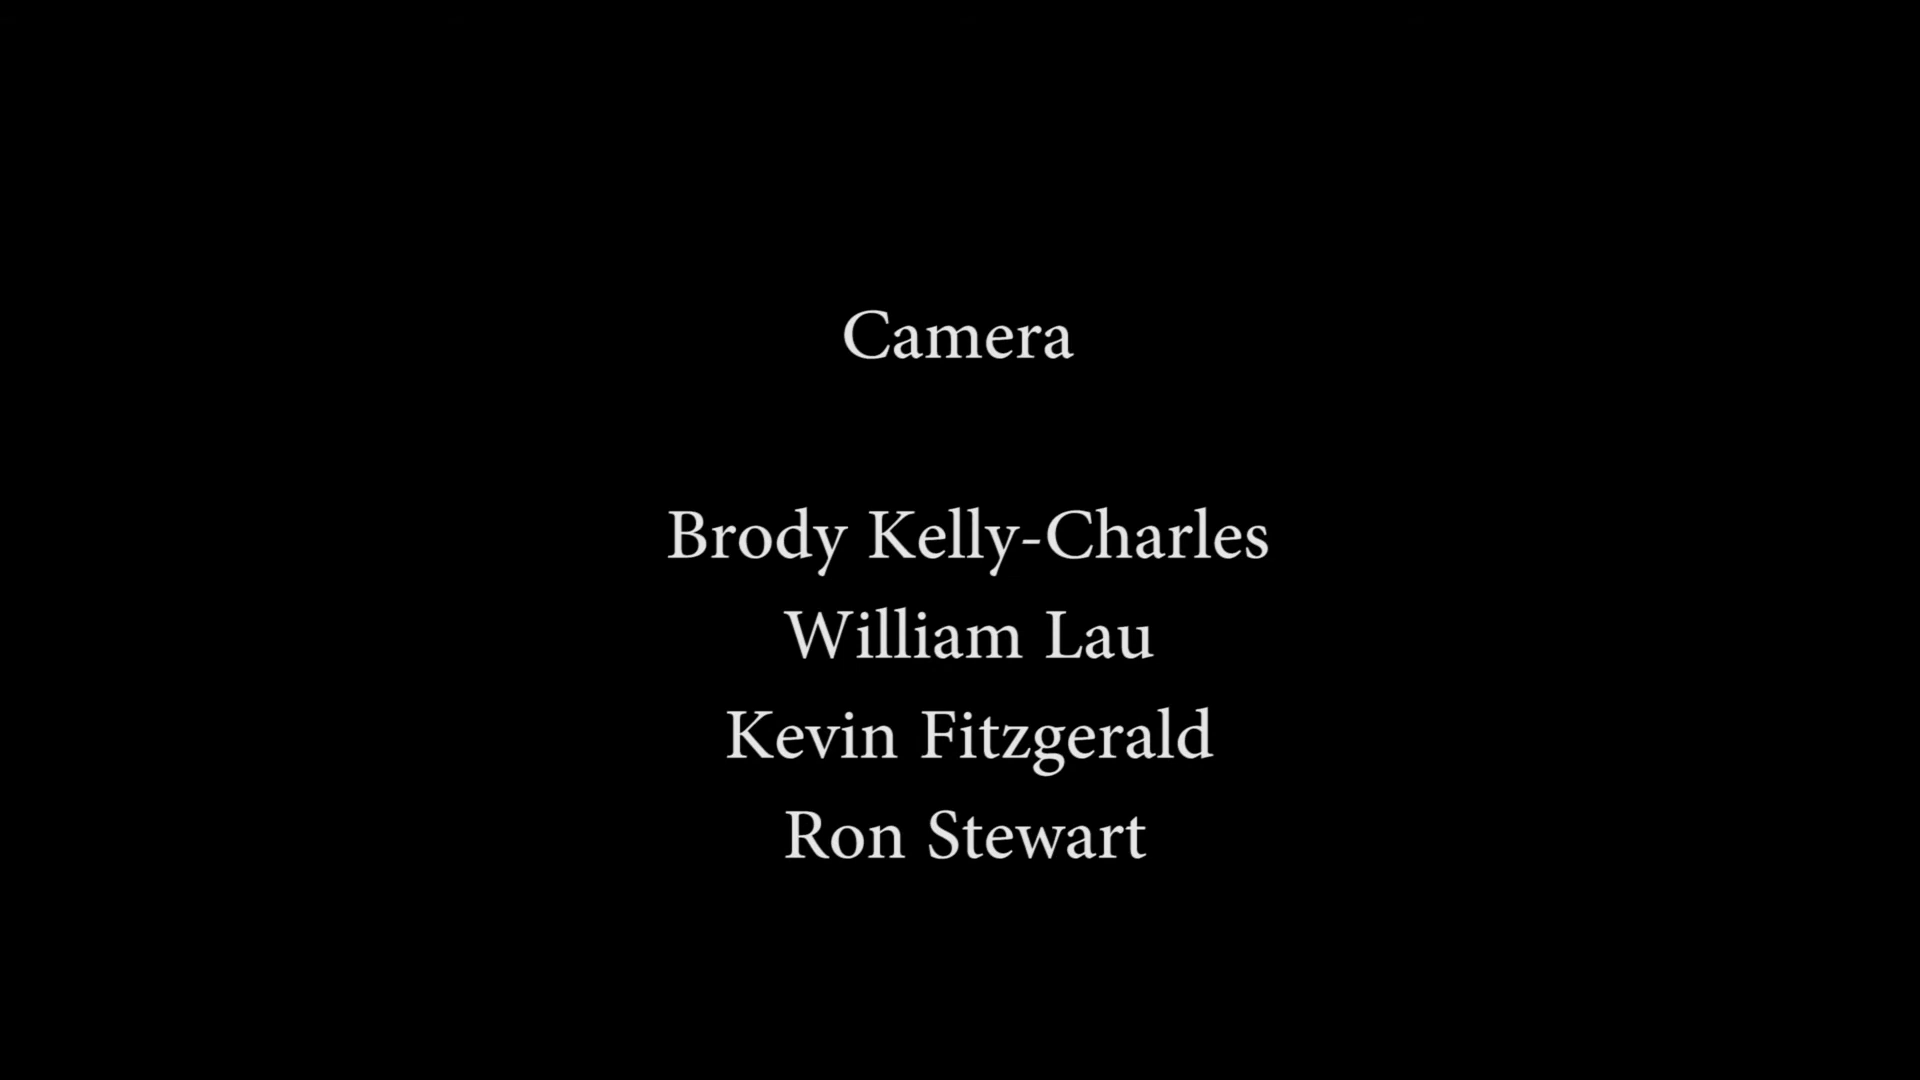 Camera
Brody Kelly-Charles
William Lau
Kevin Fitzgerald
Ron Stewart